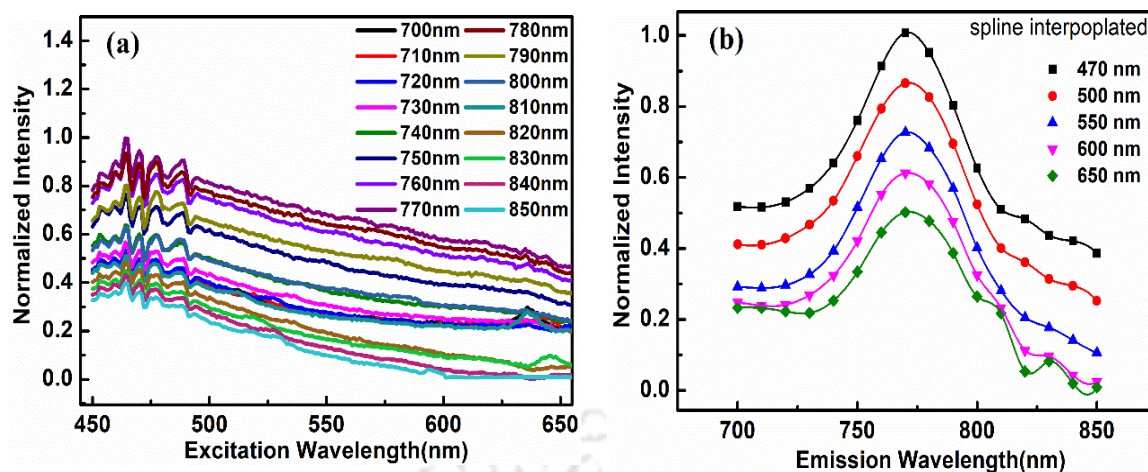 (a)
700nm 780nm
710nm 790nm
720nm 800nm
730nm 810nm
740nm 820nm
750nm 830nm
760nm 840nm
770nm 850nm
Normalized Intensity
1.4
1.2
1.0
0.8
0.6
0.4
0.2
0.0
450 500 550 600 650
Excitation Wavelength(nm)
(b)
spline interpoplated
470 nm
500 nm
550 nm
600 nm
650 nm
Normalized Intensity
1.0
0.8
0.6
0.4
0.2
0.0
700 750 800 850
Emission Wavelength(nm)